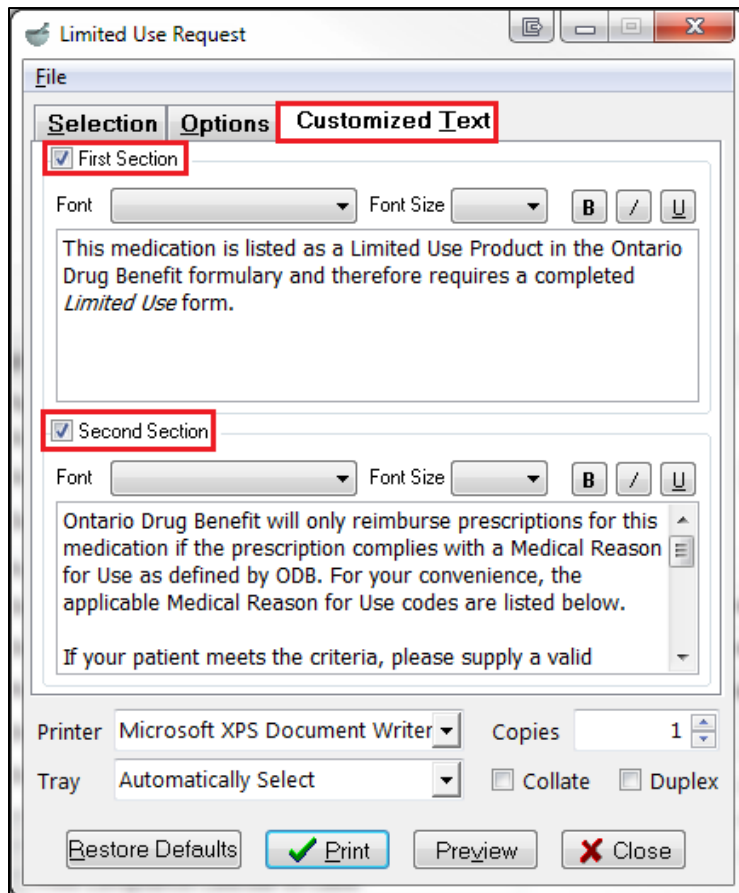 Limited Use Request
File
Selection Options Customized Text
First Section
Font Font Size B / U
This medication is listed as a Limited Use Product in the Ontario
Drug Benefit formulary and therefore requires a completed
Limited Use form.
Second Section
Font Font Size B / U
Ontario Drug Benefit will only reimburse prescriptions for this
medication if the prescription complies with a Medical Reason
for Use as defined by ODB. For your convenience, the
applicable Medical Reason for Use codes are listed below.
If your patient meets the criteria, please supply a valid
Printer Microsoft XPS Document Writer Copies 1
Tray Automatically Select Collate Duplex
Restore Defaults Print Preview Close